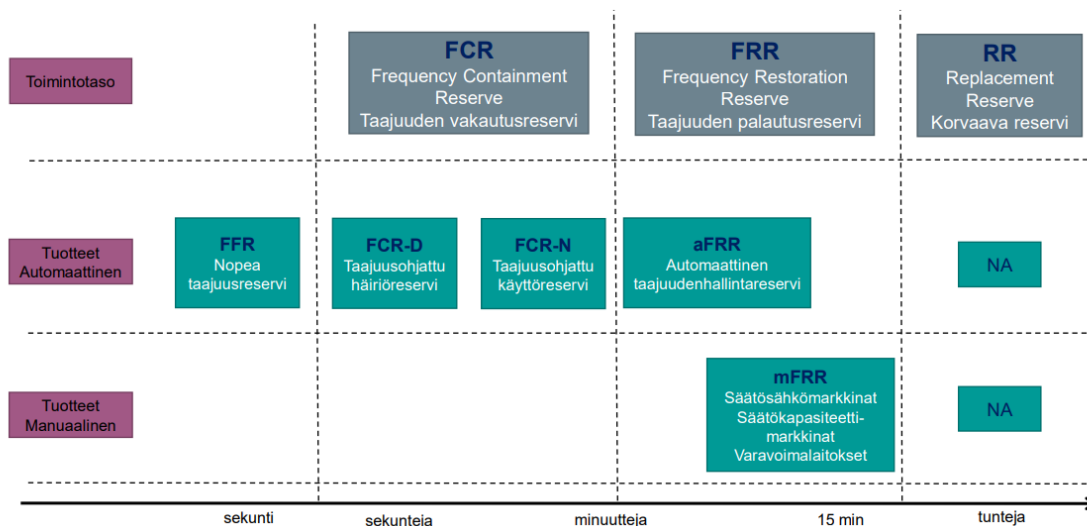 Toimintotaso
FCR
Frequency Containment
Reserve
Taajuuden vakautusreservi
FRR
Frequency Restoration
Reserve
Taajuuden palautusreservi
RR
Replacement
Reserve
Korvaava reservi
Tuotteet
Automaattinen
FFR
Nopea
taajuusreservi
FCR-D
Taajuusohjattu
häiriöreservi
FCR-N
Taajuusohjattu
käyttöreservi
aFRR
Automaattinen
taajuudenhallintareservi
NA
Tuotteet
Manuaalinen
mFRR
Säätösähkömarkkinat
Säätökapasiteetti-
markkinat
Varavoimalaitokset
NA
sekunti
sekunteja
minuutteja
15 min
tunteja